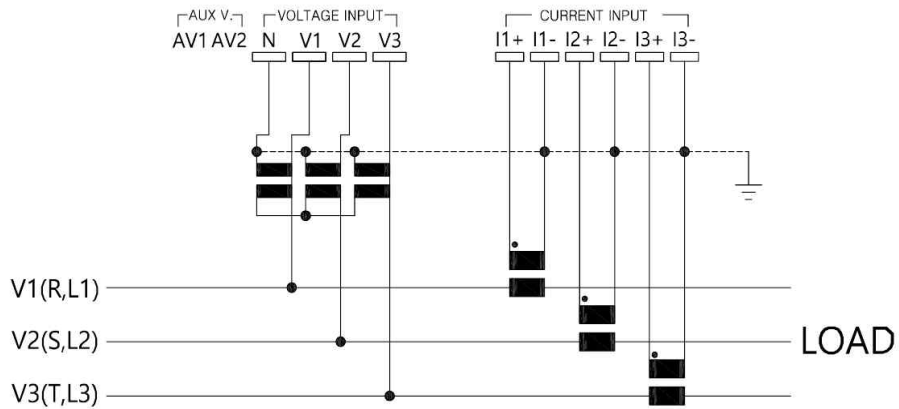 AUX V. VOLTAGE INPUT CURRENT INPUT
AV1 AV2 N V1 V2 V3 I1+ I1- I2+ I2- I3+ I3-
V1(R,L1)
V2(S,L2) LOAD
V3(T,L3)